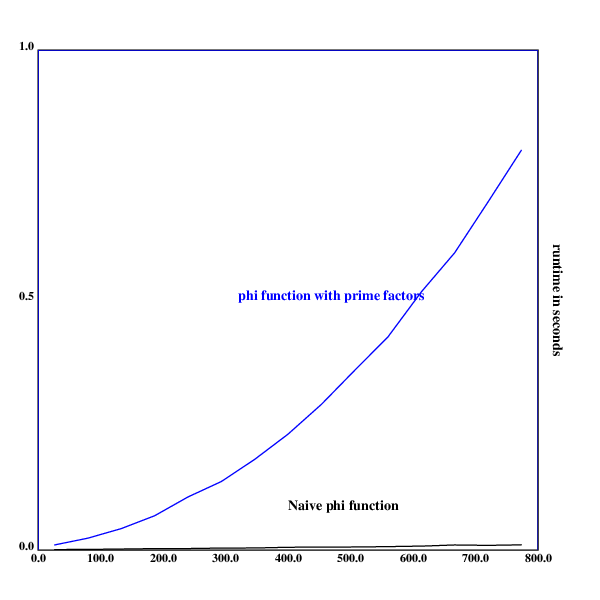 1.0
phi function with prime factors
0.5
runtime in seconds
Naive phi function
0.0
0.0 100.0 200.0 300.0 400.0 500.0 600.0 700.0 800.0